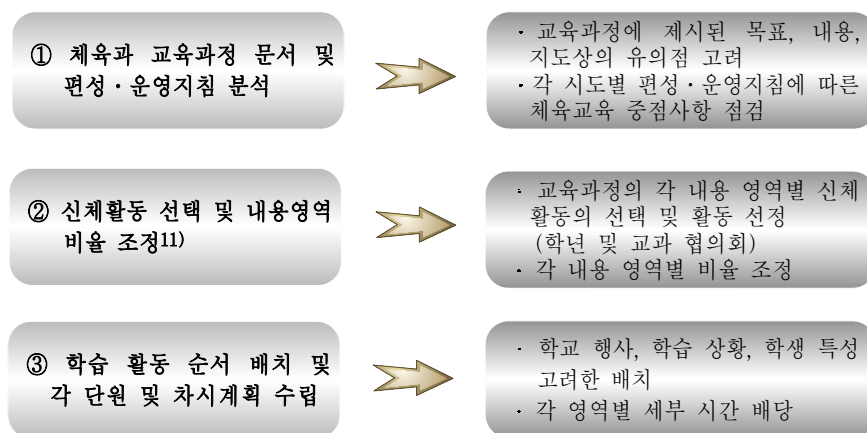 ① 체육과 교육과정 문서 및
편성·운영지침 분석
· 교육과정에 제시된 목표, 내용,
지도상의 유의점 고려
· 각 시도별 편성·운영지침에 따른
체육교육 중점사항 점검
② 신체활동 선택 및 내용영역
비율 조정11)
· 교육과정의 각 내용 영역별 신체
활동의 선택 및 활동 선정
(학년 및 교과 협의회)
· 각 내용 영역별 비율 조정
③ 학습 활동 순서 배치 및
각 단원 및 차시계획 수립
· 학교 행사, 학습 상황, 학생 특성
고려한 배치
· 각 영역별 세부 시간 배당